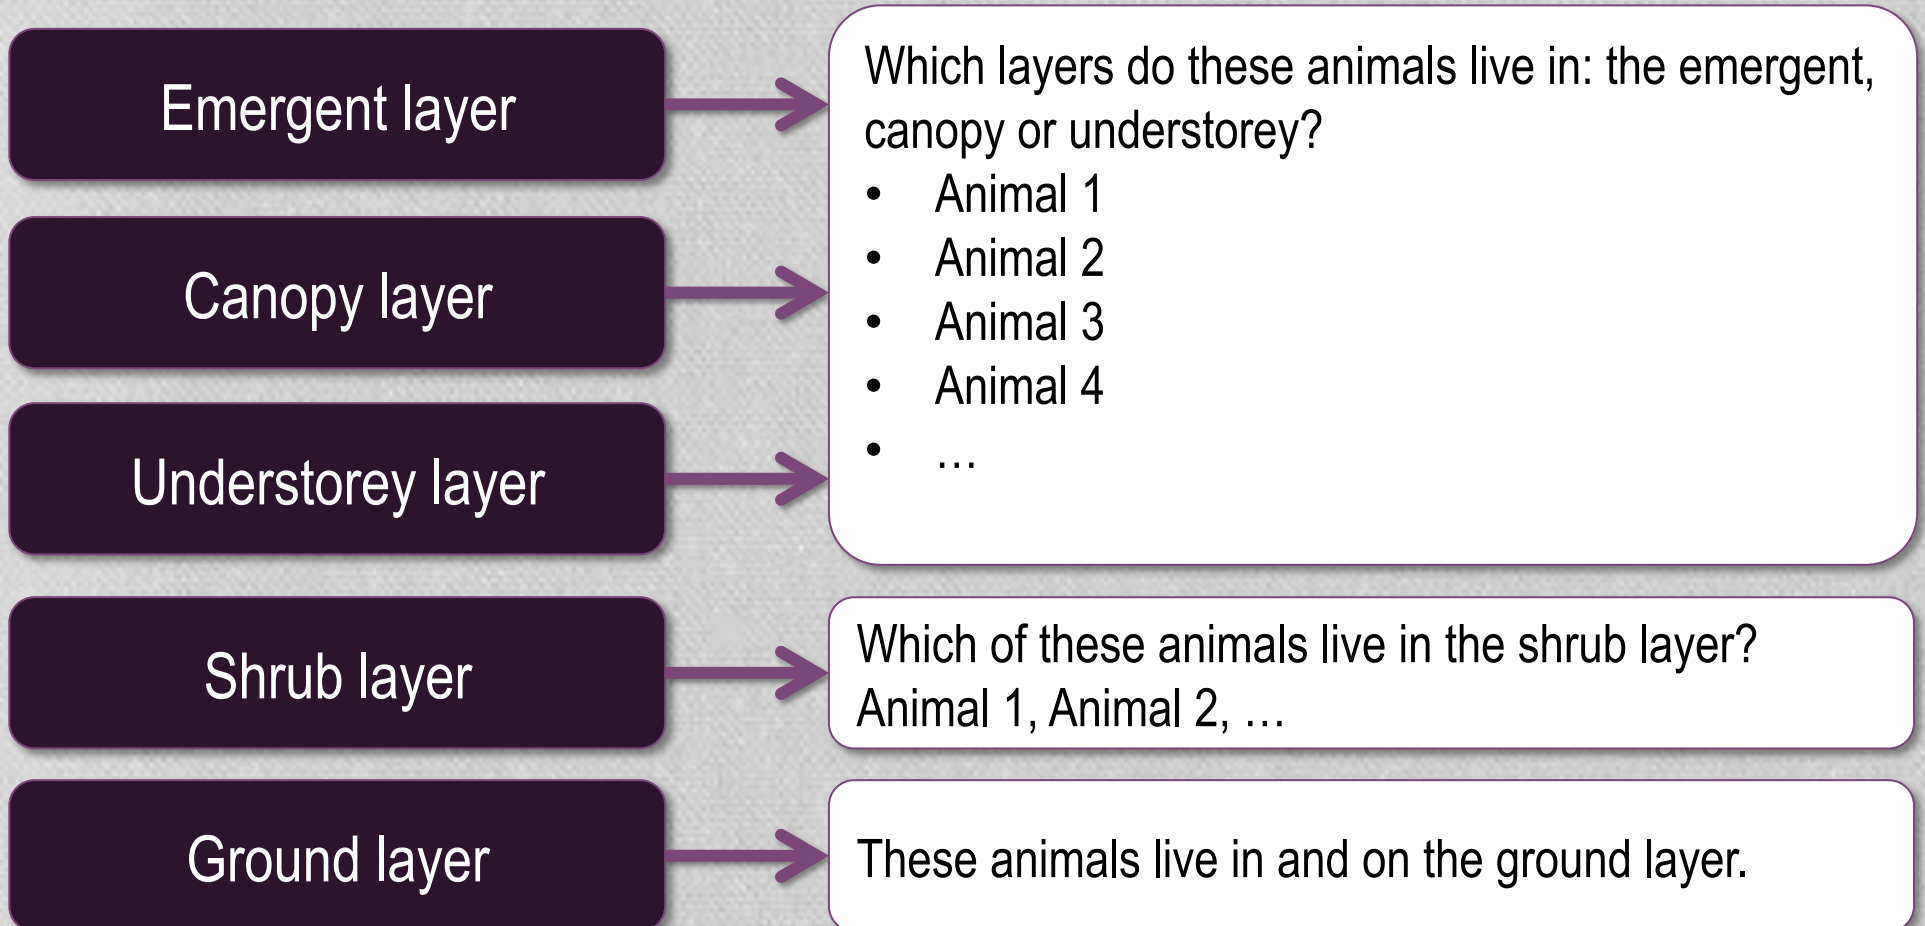 Emergent layer
Which layers do these animals live in: the emergent,
canopy or understorey?
• Animal 1
• Animal 2
• Animal 3
• Animal 4
• …
Canopy layer
Understorey layer
Shrub layer
Which of these animals live in the shrub layer?
Animal 1, Animal 2, …
Ground layer
These animals live in and on the ground layer.